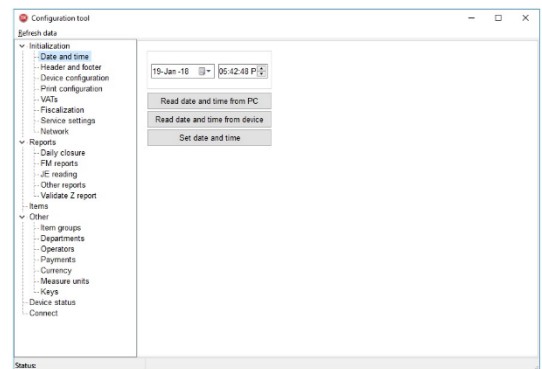 Configuration tool
Refresh data
Initialization
Date and time
Header and footer
Device configuration
Print configuration
VATs
Fiscalization
Service settings
Network
Reports
Daily closure
FM reports
JE reading
Other reports
Validate Z report
Items
Other
Item groups
Departments
Operators
Payments
Currency
Measure units
Keys
Device status
Connect
19-Jan -18 05:42:48 P
Read date and time from PC
Read date and time from device
Set date and time
Status: